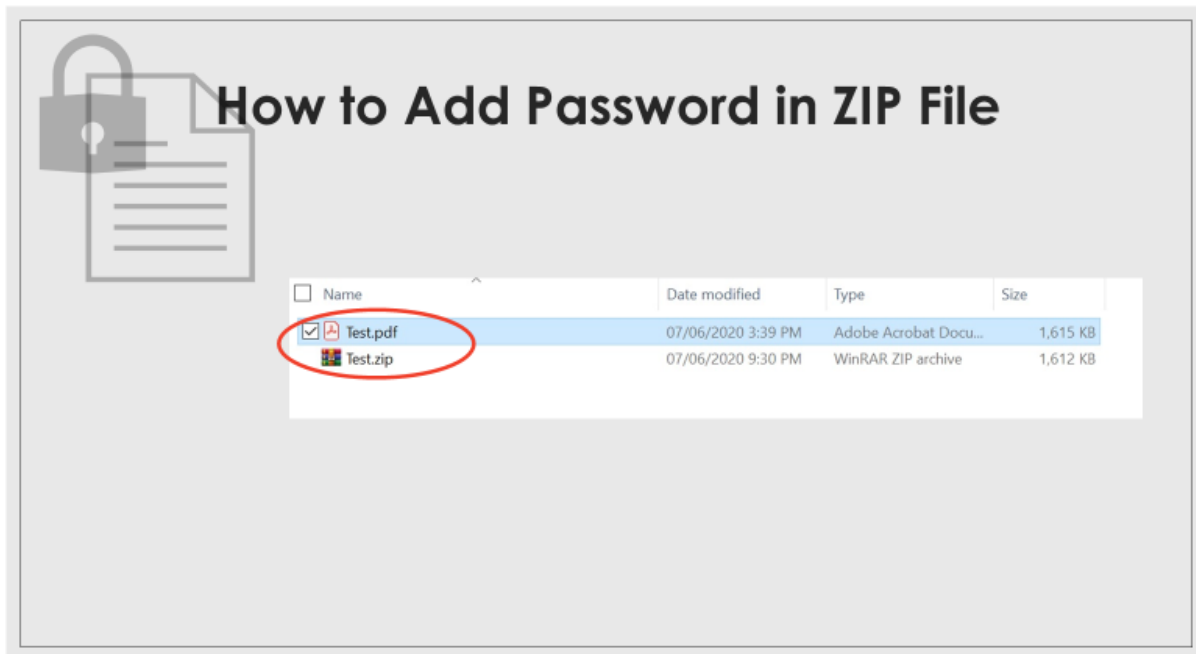 How to Add Password in ZIP File
Name Date modified Type Size
Test.pdf 07/06/2020 3:39 PM Adobe Acrobat Docu... 1,615 KB
Test.zip 07/06/2020 9:30 PM WinRAR ZIP archive 1,612 KB